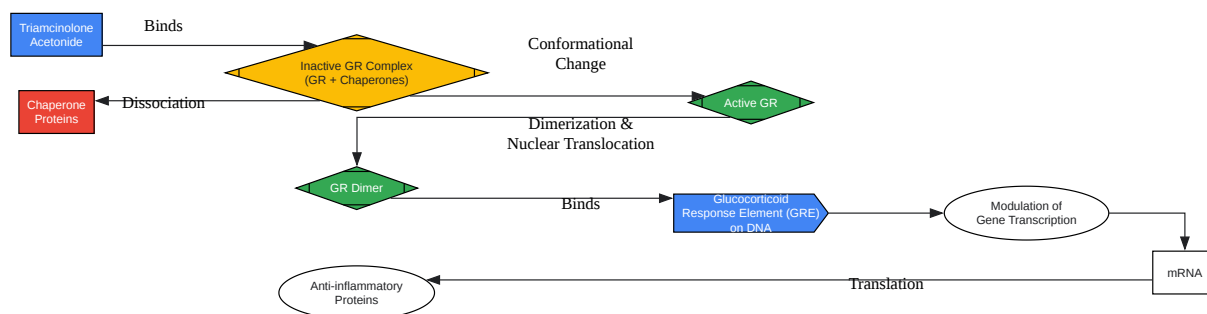 Triamcinolone
Acetonide
Binds
Inactive GR Complex
(GR + Chaperones)
Conformational
Change
Chaperone
Proteins
Dissociation
Active GR
Dimerization &
Nuclear Translocation
GR Dimer
Binds
Glucocorticoid
Response Element (GRE)
on DNA
Modulation of
Gene Transcription
mRNA
Translation
Anti-inflammatory
Proteins